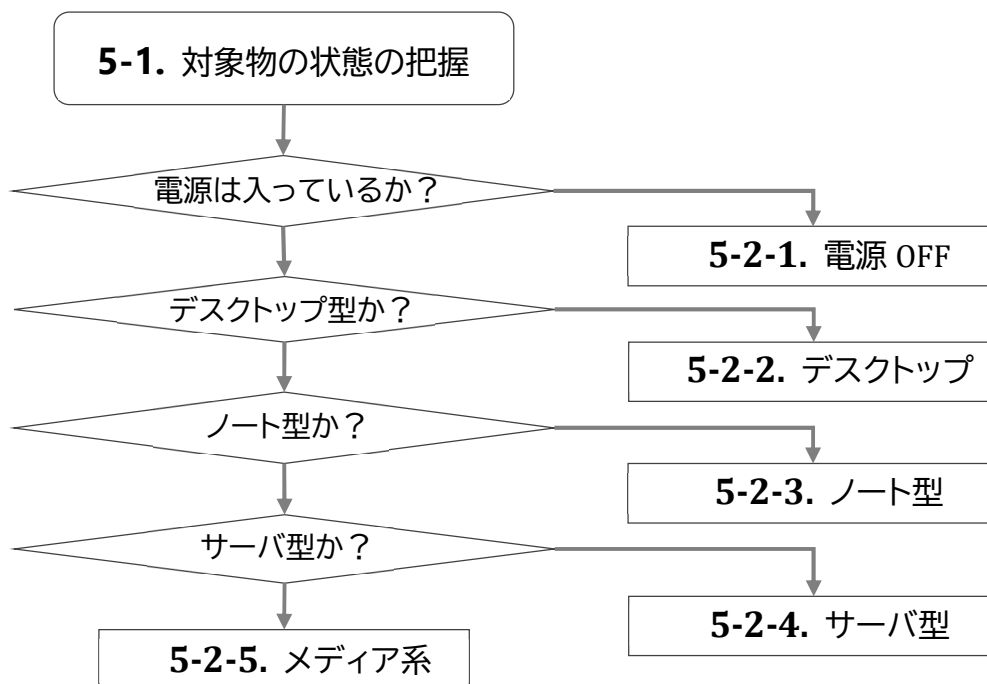 5-1. 対象物の状態の把握
電源は入っているか？
5-2-1. 電源 OFF
デスクトップ型か？
5-2-2. デスクトップ
ノート型か？
5-2-3. ノート型
サーバ型か？
5-2-4. サーバ型
5-2-5. メディア系